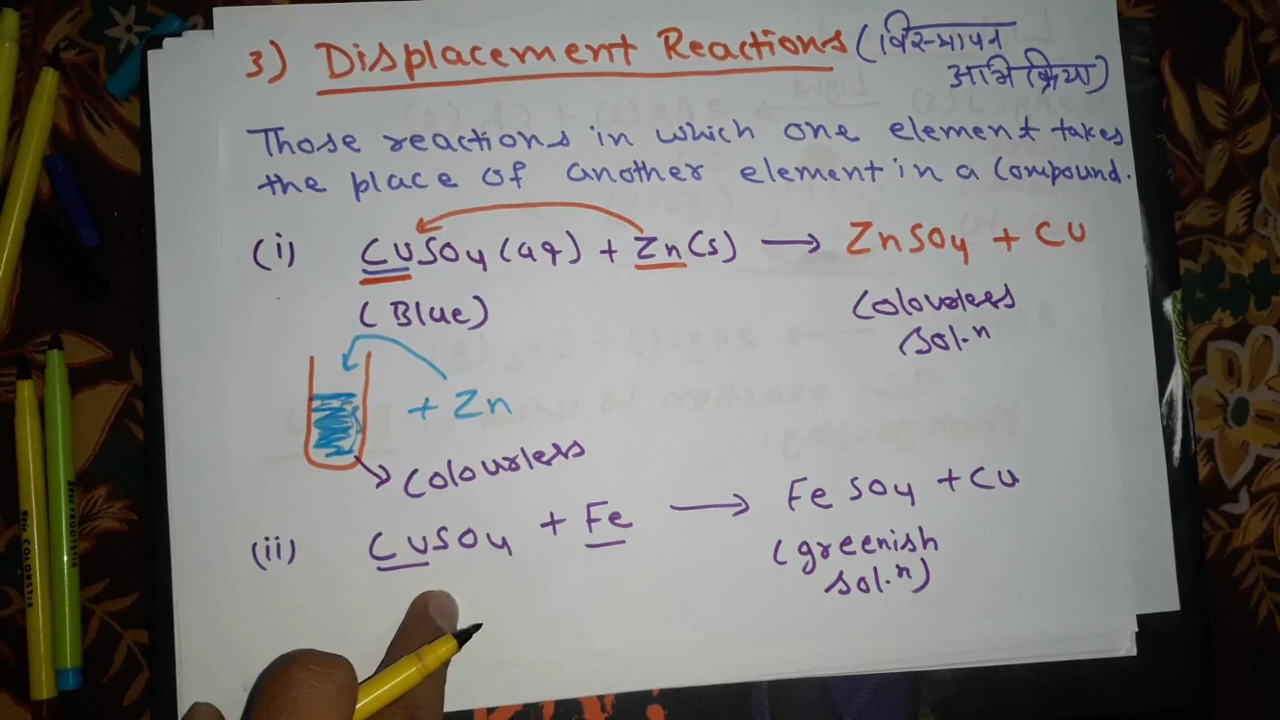 3) Displacement Reactions (विस्थापन
अभिक्रिया)
Those reactions in which one element takes
the place of another element in a Compound.
(i) CuSO4 (aq) + Zn(s) → ZnSO4 + Cu
(Blue)
Colourless
sol.n
+ Zn
Colourless
(ii) CuSO4 + Fe → FeSO4 + Cu
(greenish
sol.n)